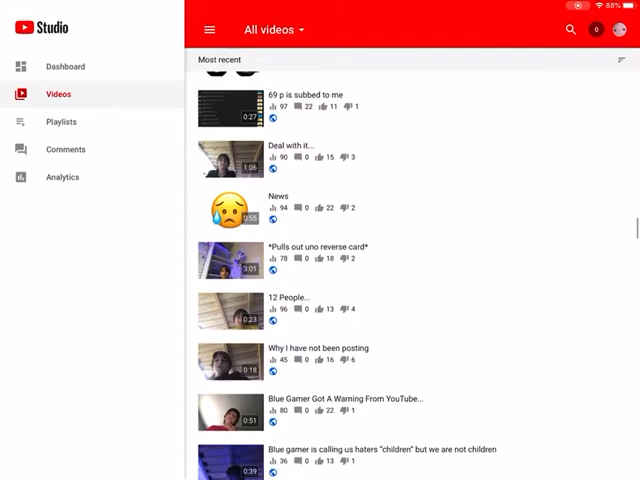 88%
Studio
All videos
0
Dashboard
Videos
Playlists
Comments
Analytics
Most recent
69 p is subbed to me
97 22 11 1
0:27
Deal with it...
90 0 15 3
1:06
News
94 0 22 2
0:55
*Pulls out uno reverse card*
78 0 18 2
3:01
12 People...
96 0 13 4
0:23
Why I have not been posting
45 0 16 6
0:18
Blue Gamer Got A Warning From YouTube...
80 0 22 1
0:51
Blue gamer is calling us haters “children” but we are not children
36 0 13 1
0:39